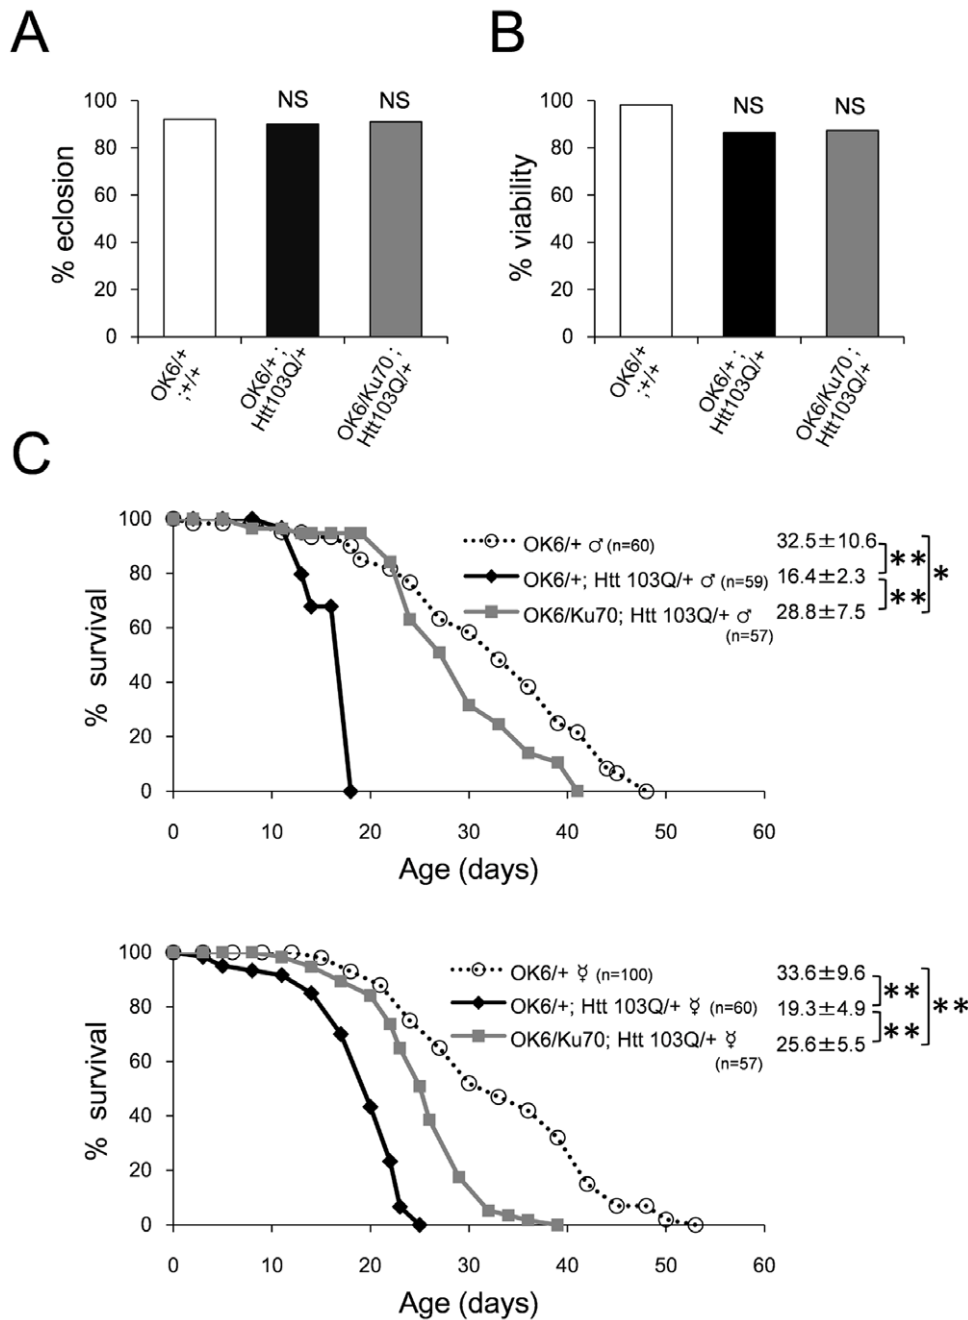 A
B
100
80
60
40
20
0
% eclosion
NS
NS
OK6/+
;+/+
OK6/+ ;
Htt103Q/+
OK6/Ku70 ;
Htt103Q/+
100
80
60
40
20
0
% viability
NS
NS
OK6/+
;+/+
OK6/+ ;
Htt103Q/+
OK6/Ku70 ;
Htt103Q/+
C
100
80
60
40
20
0
% survival
OK6/+ ♂ (n=60)
32.5±10.6
OK6/+; Htt 103Q/+ ♂ (n=59)
16.4±2.3
OK6/Ku70; Htt 103Q/+ ♂
(n=57)
28.8±7.5
**
**
*
0 10 20 30 40 50 60
Age (days)
100
80
60
40
20
0
% survival
OK6/+ ☿ (n=100)
33.6±9.6
OK6/+; Htt 103Q/+ ☿ (n=60)
19.3±4.9
OK6/Ku70; Htt 103Q/+ ☿
(n=57)
25.6±5.5
**
**
**
0 10 20 30 40 50 60
Age (days)